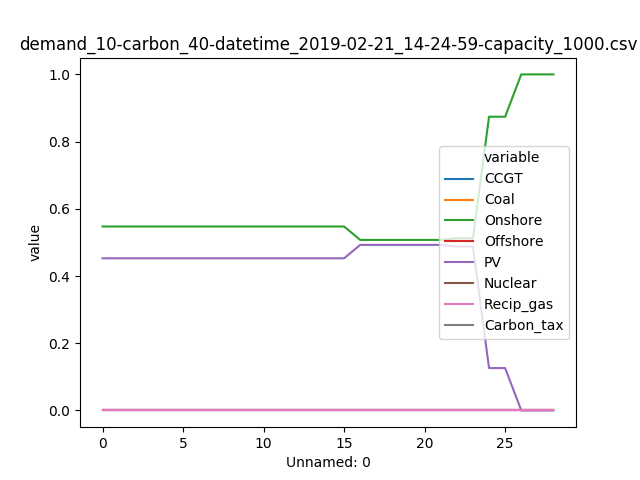 demand_10-carbon_40-datetime_2019-02-21_14-24-59-capacity_1000.csv
1.0
0.8
0.6
0.4
0.2
0.0
value
variable
CCGT
Coal
Onshore
Offshore
PV
Nuclear
Recip_gas
Carbon_tax
0 5 10 15 20 25
Unnamed: 0